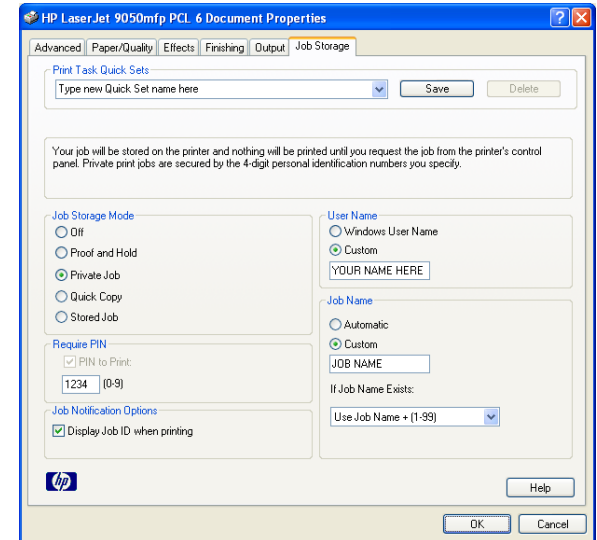 HP LaserJet 9050mfp PCL 6 Document Properties
Advanced Paper/Quality Effects Finishing Output Job Storage
Print Task Quick Sets
Type new Quick Set name here Save Delete
Your job will be stored on the printer and nothing will be printed until you request the job from the printer's control
panel. Private print jobs are secured by the 4-digit personal identification numbers you specify.
Job Storage Mode
Off
Proof and Hold
Private Job
Quick Copy
Stored Job
Require PIN
PIN to Print:
1234 (0-9)
Job Notification Options
Display Job ID when printing
User Name
Windows User Name
Custom
YOUR NAME HERE
Job Name
Automatic
Custom
JOB NAME
If Job Name Exists:
Use Job Name + (1-99)
hp
Help
OK Cancel